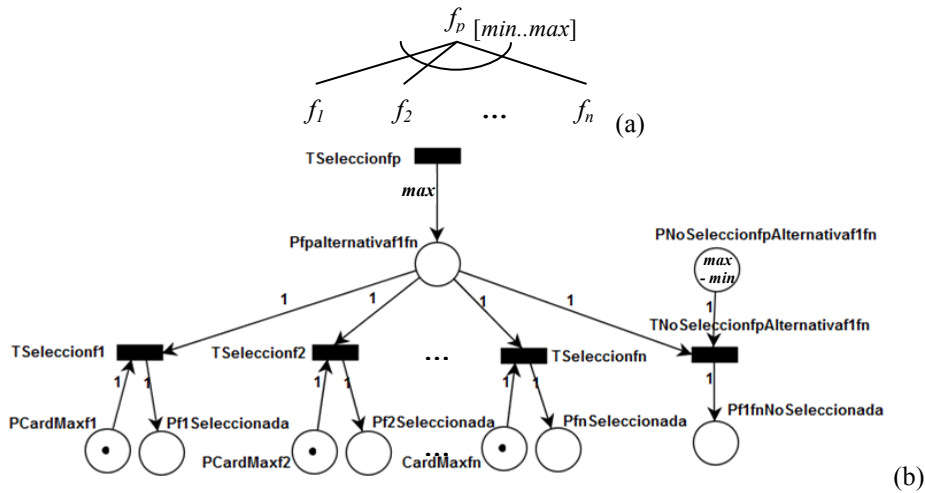 fp [min..max]
f1 f2 ... fn (a)
TSeleccionfp
max
Pfpalternativaf1fn
PNoSeleccionfpAlternativaf1fn
max
- min
1 1 1 1 1
TNoSeleccionfpAlternativaf1fn
TSeleccionf1 TSeleccionf2 ... TSeleccionfn
1 1 1 1 1 1 1
PCardMaxf1 Pf1Seleccionada Pf2Seleccionada PfnSeleccionada Pf1fnNoSeleccionada
PCardMaxf2 ... CardMaxfn
(b)